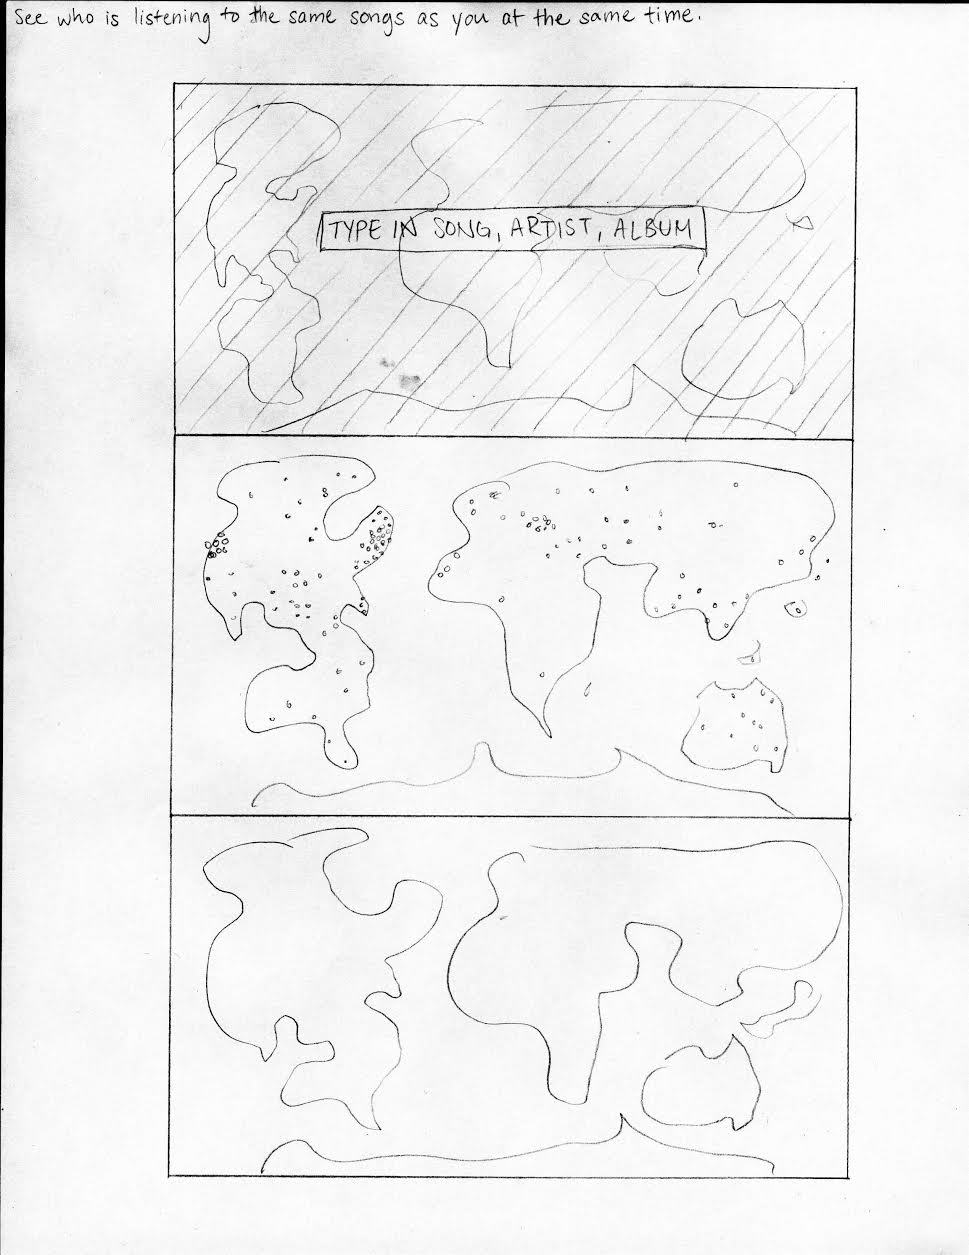 See who is listening to the same songs as you at the same time.
TYPE IN SONG, ARTIST, ALBUM